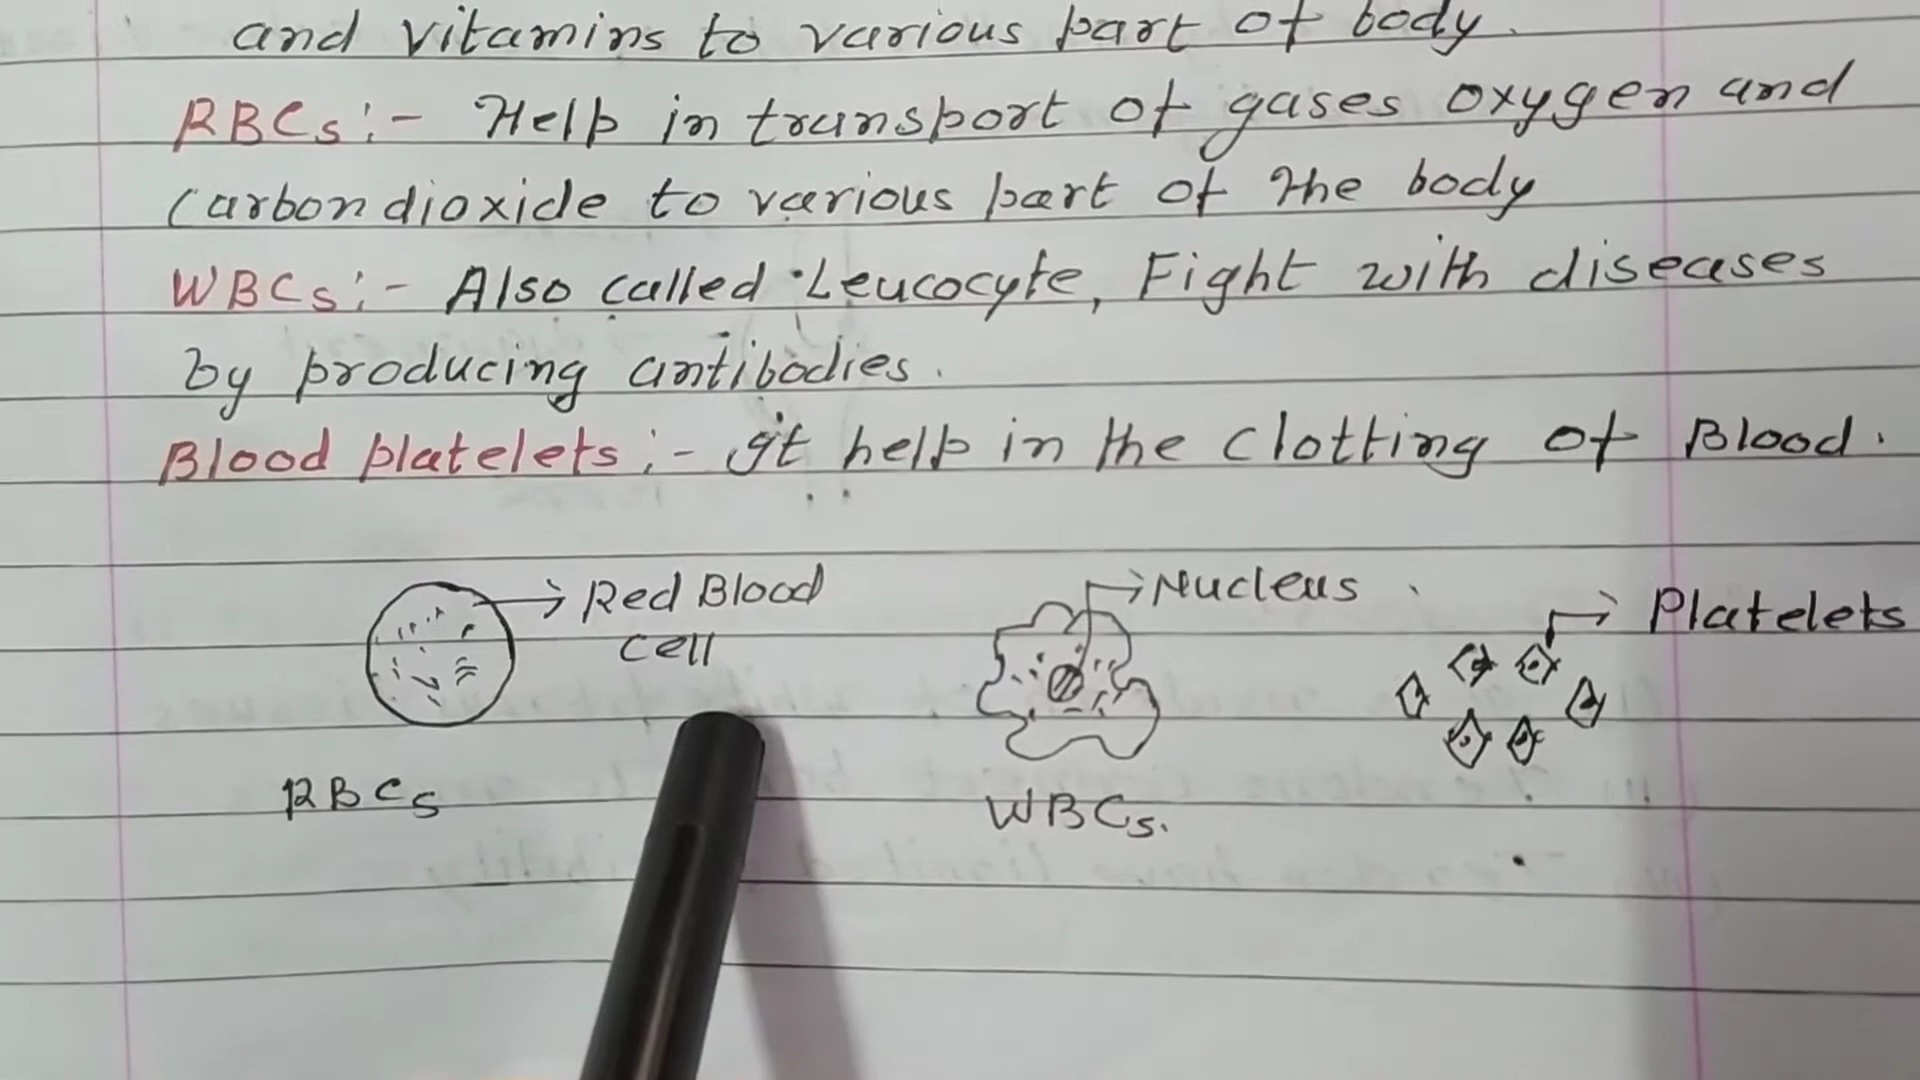 and vitamins to various part of body.
RBCs:- Help in transport of gases oxygen and
Carbondioxide to various part of the body
WBCs:- Also called Leucocyte, Fight with diseases
by producing antibodies.
Blood platelets:- It help in the clotting of Blood.
Red Blood
cell
Nucleus
Platelets
RBCs
WBCs.